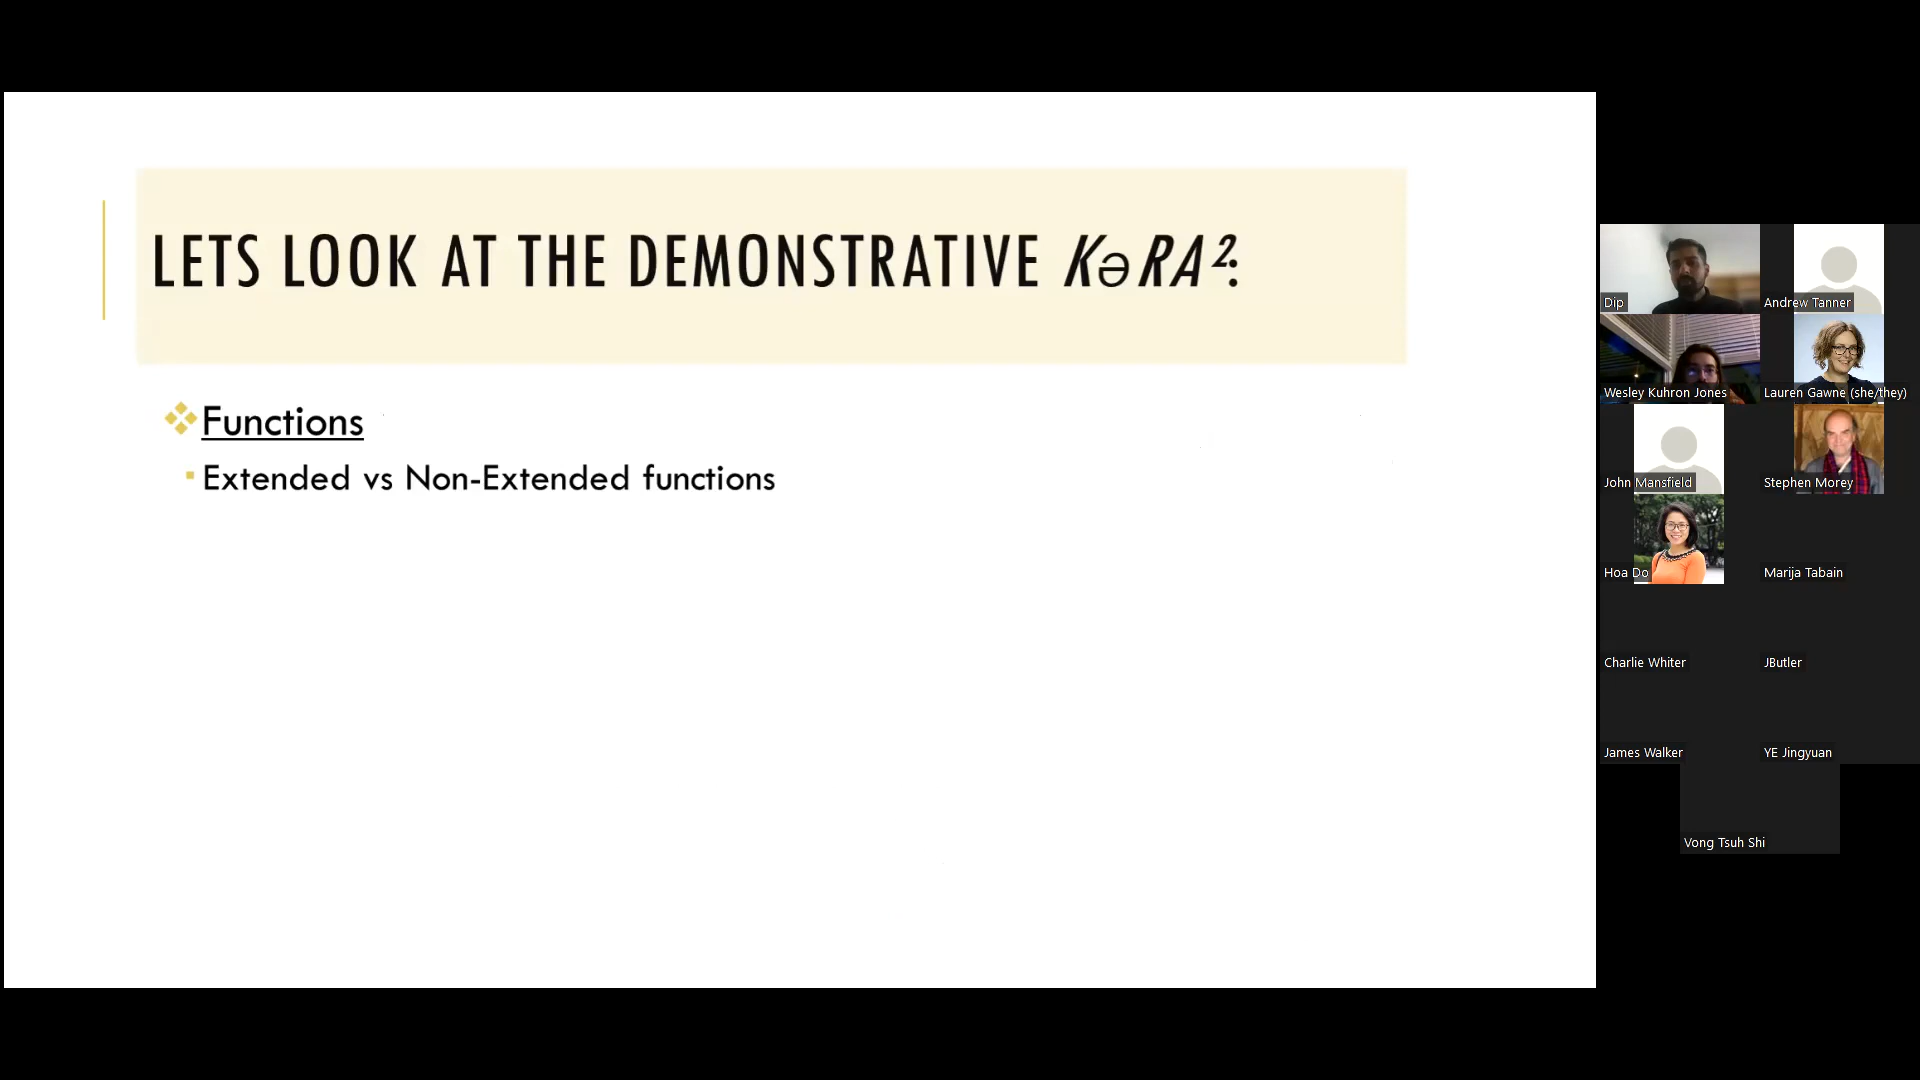 LETS LOOK AT THE DEMONSTRATIVE KəRA²:
Functions
Extended vs Non-Extended functions
Dip
Andrew Tanner
Wesley Kuhron Jones
Lauren Gawne (she/they)
John Mansfield
Stephen Morey
Hoa Do
Marija Tabain
Charlie Whiter
JButler
James Walker
YE Jingyuan
Vong Tsuh Shi